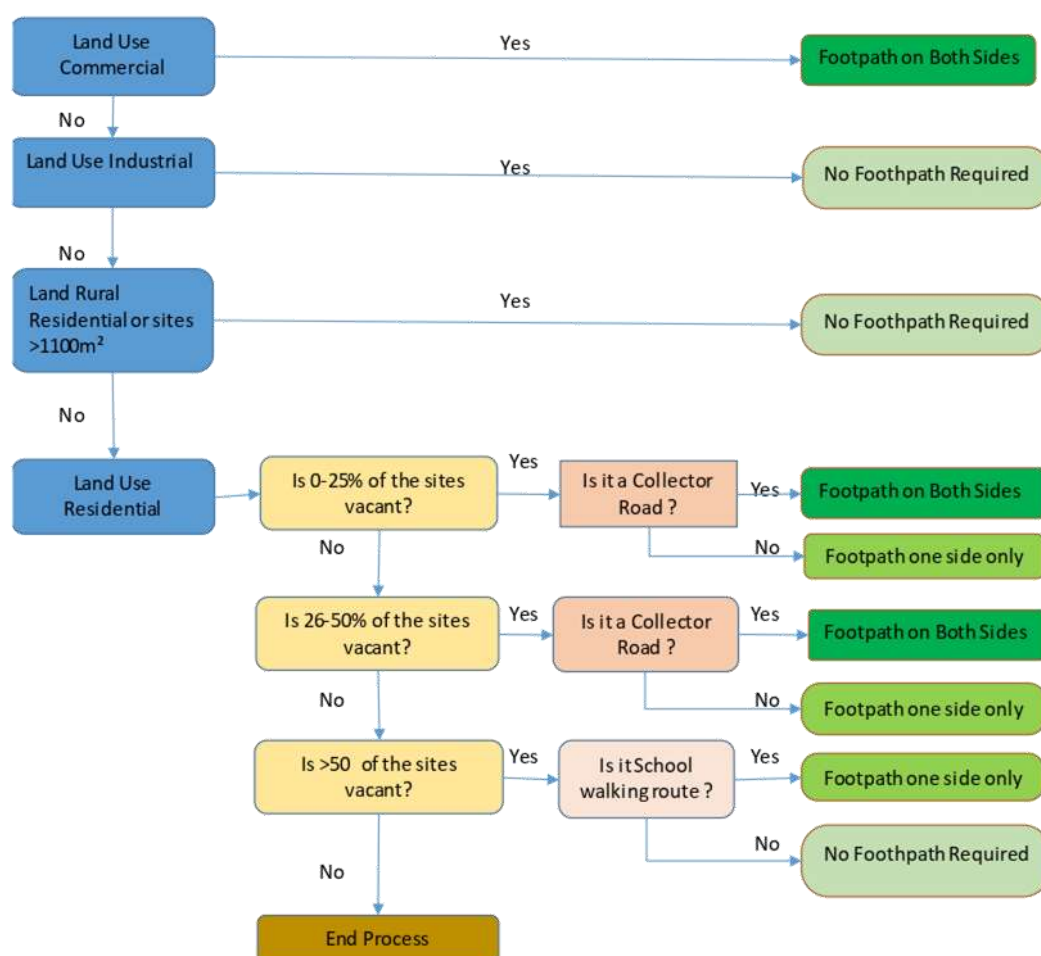 Land Use
Commercial
Yes
Footpath on Both Sides
No
Land Use Industrial
Yes
No Foothpath Required
No
Land Rural
Residential or sites
>1100m²
Yes
No Foothpath Required
No
Land Use
Residential
Is 0-25% of the sites
vacant?
Yes
Is it a Collector
Road ?
Yes
Footpath on Both Sides
No
No
Footpath one side only
Is 26-50% of the sites
vacant?
Yes
Is it a Collector
Road ?
Yes
Footpath on Both Sides
No
No
Footpath one side only
Is >50 of the sites
vacant?
Yes
Is it School
walking route ?
Yes
Footpath one side only
No
No
No Foothpath Required
End Process